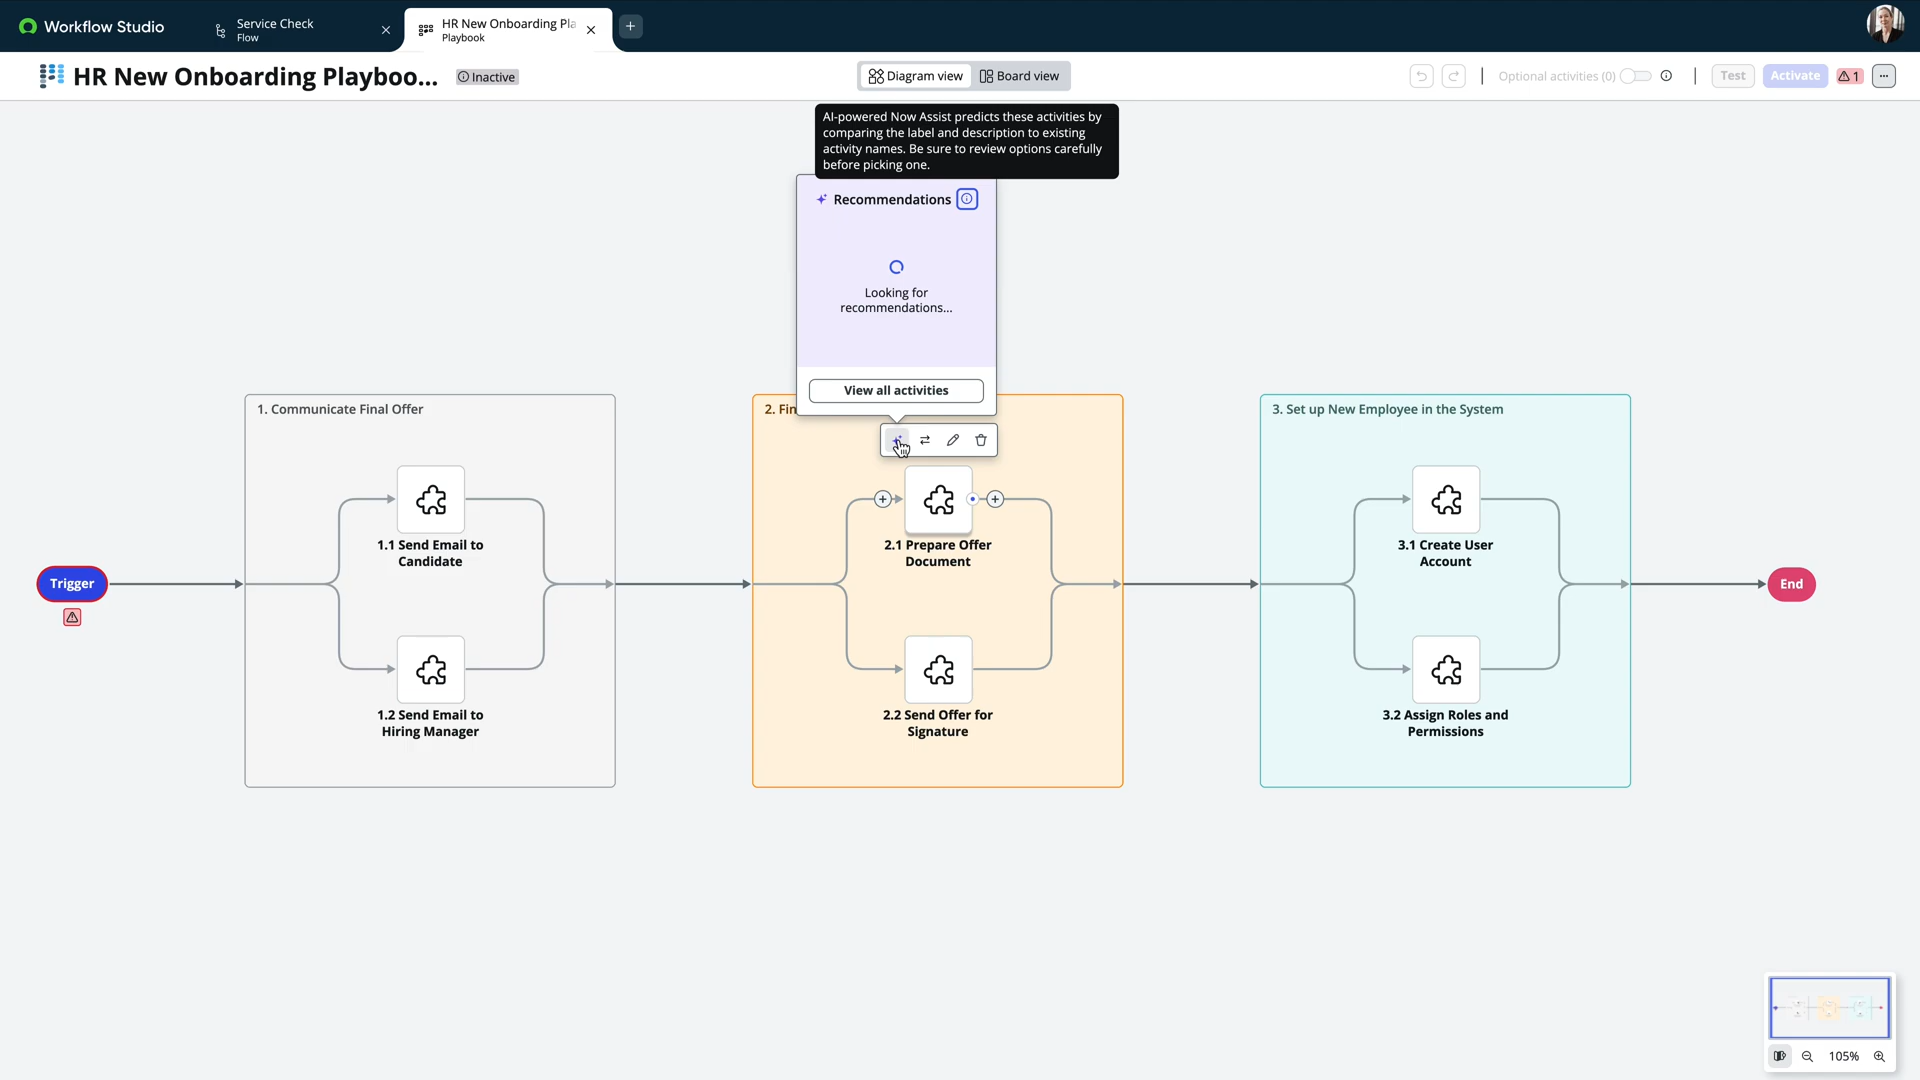 Workflow Studio
Service Check
Flow
HR New Onboarding Pla
Playbook
HR New Onboarding Playboo...
Inactive
Diagram view
Board view
Optional activities (0)
Test
Activate
1
AI-powered Now Assist predicts these activities by
comparing the label and description to existing
activity names. Be sure to review options carefully
before picking one.
Recommendations
Looking for
recommendations...
View all activities
1. Communicate Final Offer
2. Fin
3. Set up New Employee in the System
1.1 Send Email to
Candidate
2.1 Prepare Offer
Document
3.1 Create User
Account
Trigger
End
1.2 Send Email to
Hiring Manager
2.2 Send Offer for
Signature
3.2 Assign Roles and
Permissions
105%